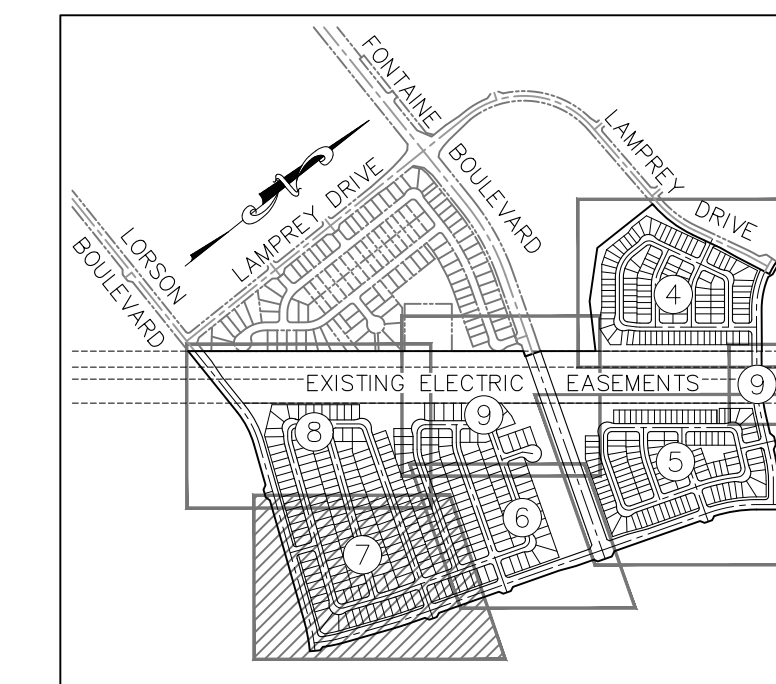 FONTAINE
BOULEVARD
LAMPREY
DRIVE
LAMPREY DRIVE
N
LORSON
BOULEVARD
4
EXISTING ELECTRIC EASEMENTS
9
8
9
5
6
7